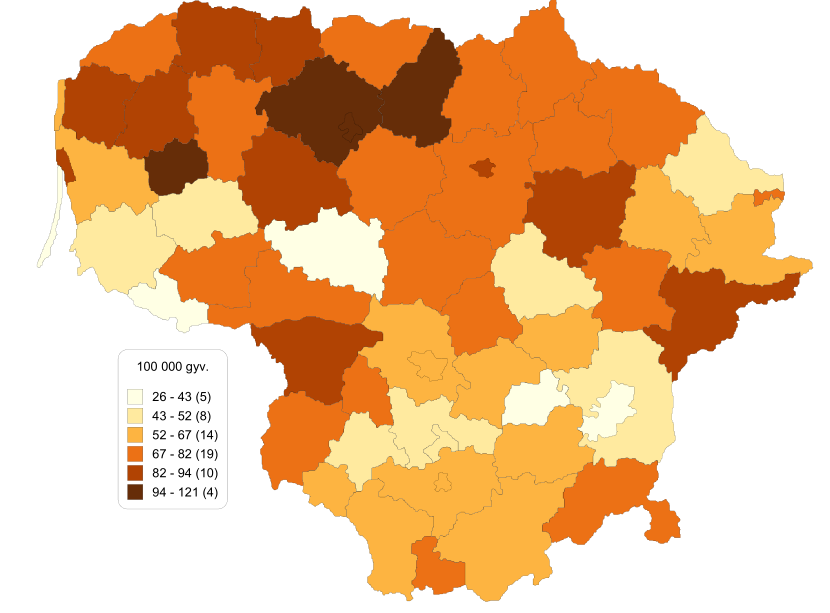 100 000 gyv.
26 - 43 (5)
43 - 52 (8)
52 - 67 (14)
67 - 82 (19)
82 - 94 (10)
94 - 121 (4)